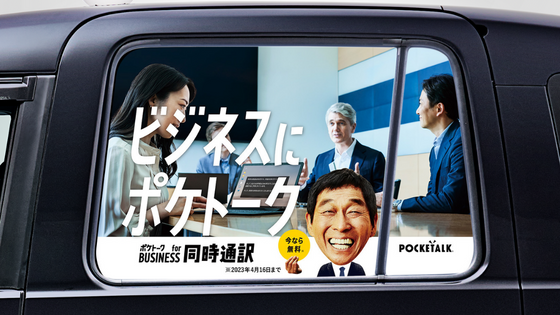 ビジネスに
ポケトーク
ポケトーク for
BUSINESS 同時通訳
※2023年4月16日まで
今なら
無料。
POCKETALK